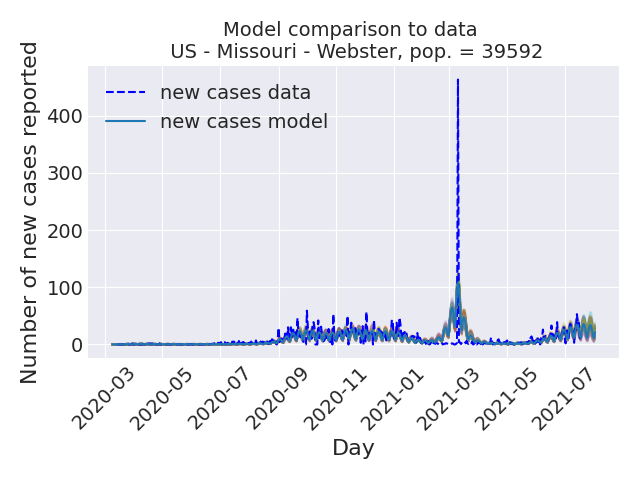 Model comparison to data
US - Missouri - Webster, pop. = 39592
Number of new cases reported
400
300
200
100
0
new cases data
new cases model
2020-03
2020-05
2020-07
2020-09
2020-11
2021-01
2021-03
2021-05
2021-07
Day